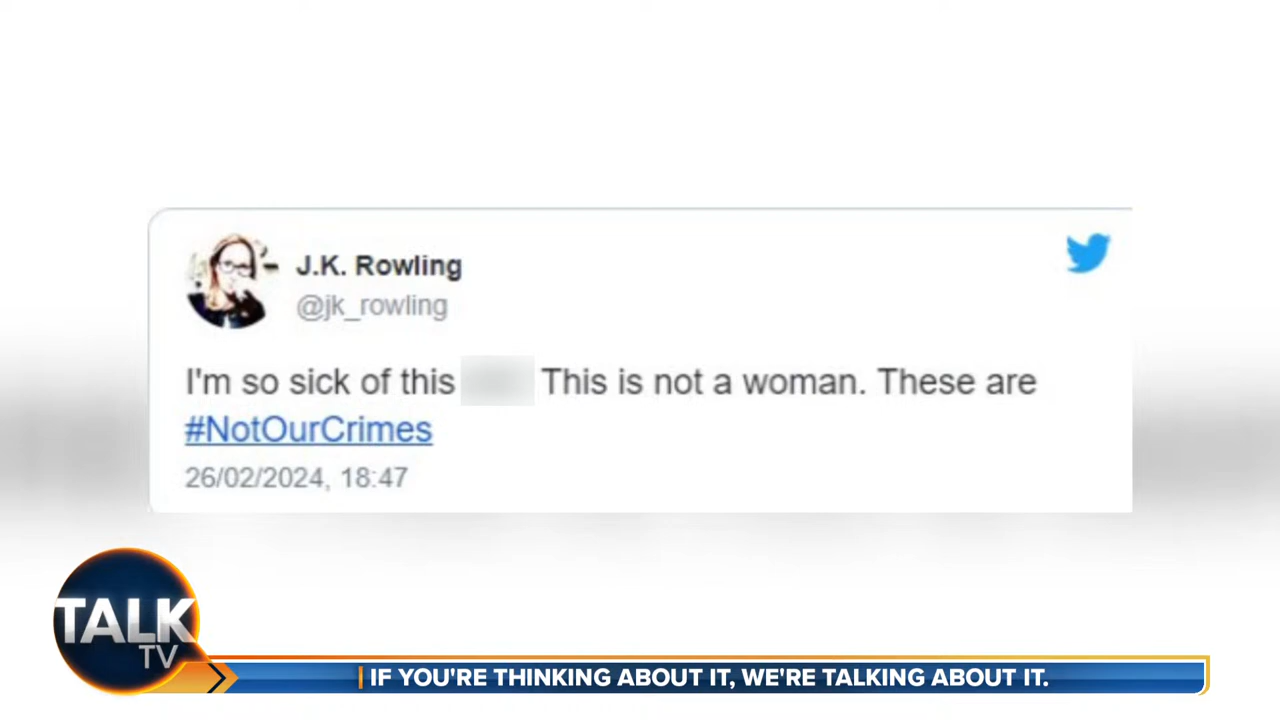 J.K. Rowling
@jk_rowling
I'm so sick of this This is not a woman. These are
#NotOurCrimes
26/02/2024, 18:47
TALK
TV
IF YOU'RE THINKING ABOUT IT, WE'RE TALKING ABOUT IT.